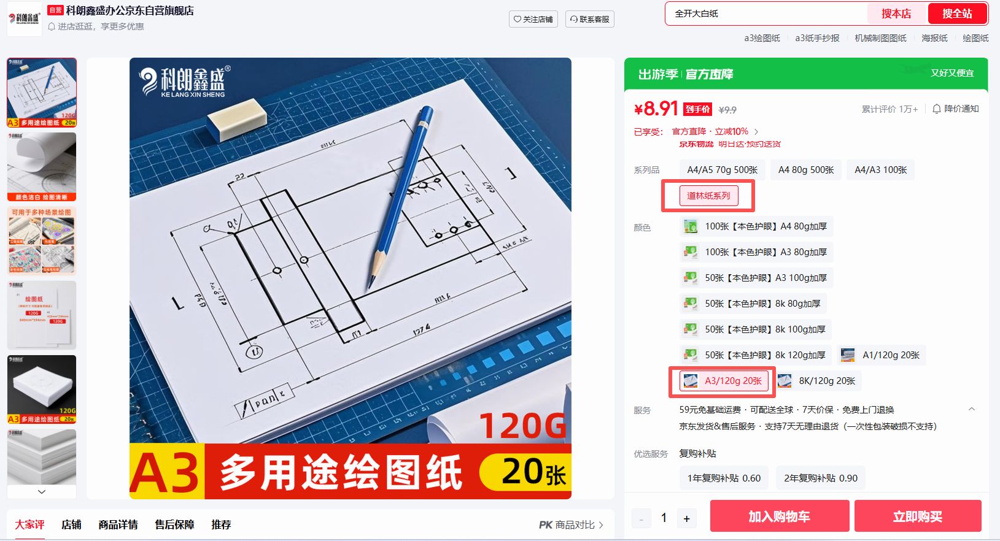 科朗鑫盛
KE LANG XIN SHENG
自营 科朗鑫盛办公京东自营旗舰店
进店逛逛，享更多优惠
关注店铺
联系客服
全开大白纸
搜本店
搜全站
a3绘图纸
a3纸手抄报
机械制图图纸
海报纸
绘图纸
120G
A3 多用途绘图纸 20张
颜色洁白 绘图清晰
可用于多种场景绘图
绘图纸
120G
840mm*594mm
120G
120G
A3 多用途绘图纸 20张
科朗鑫盛®
KE LANG XIN SHENG
120G
A3 多用途绘图纸 20张
出游季 官方直降
又好又便宜
¥8.91 到手价 ¥9.9
累计评价 1万+
降价通知
已享受： 官方直降 · 立减10%
京东物流 明日达·预约送货
系列品
A4/A5 70g 500张
A4 80g 500张
A4/A3 100张
道林纸系列
颜色
100张【本色护眼】A4 80g加厚
100张【本色护眼】A3 80g加厚
50张【本色护眼】A3 100g加厚
50张【本色护眼】8k 80g加厚
50张【本色护眼】8k 100g加厚
50张【本色护眼】8k 120g加厚
A1/120g 20张
A3/120g 20张
8K/120g 20张
服务
59元免基础运费 · 可配送全球 · 7天价保 · 免费上门退换
京东发货&售后服务 · 支持7天无理由退货（一次性包装破损不支持）
优选服务
复购补贴
1年复购补贴 0.60
2年复购补贴 0.90
- 1 +
加入购物车
立即购买
大家评
店铺
商品详情
售后保障
推荐
PK 商品对比